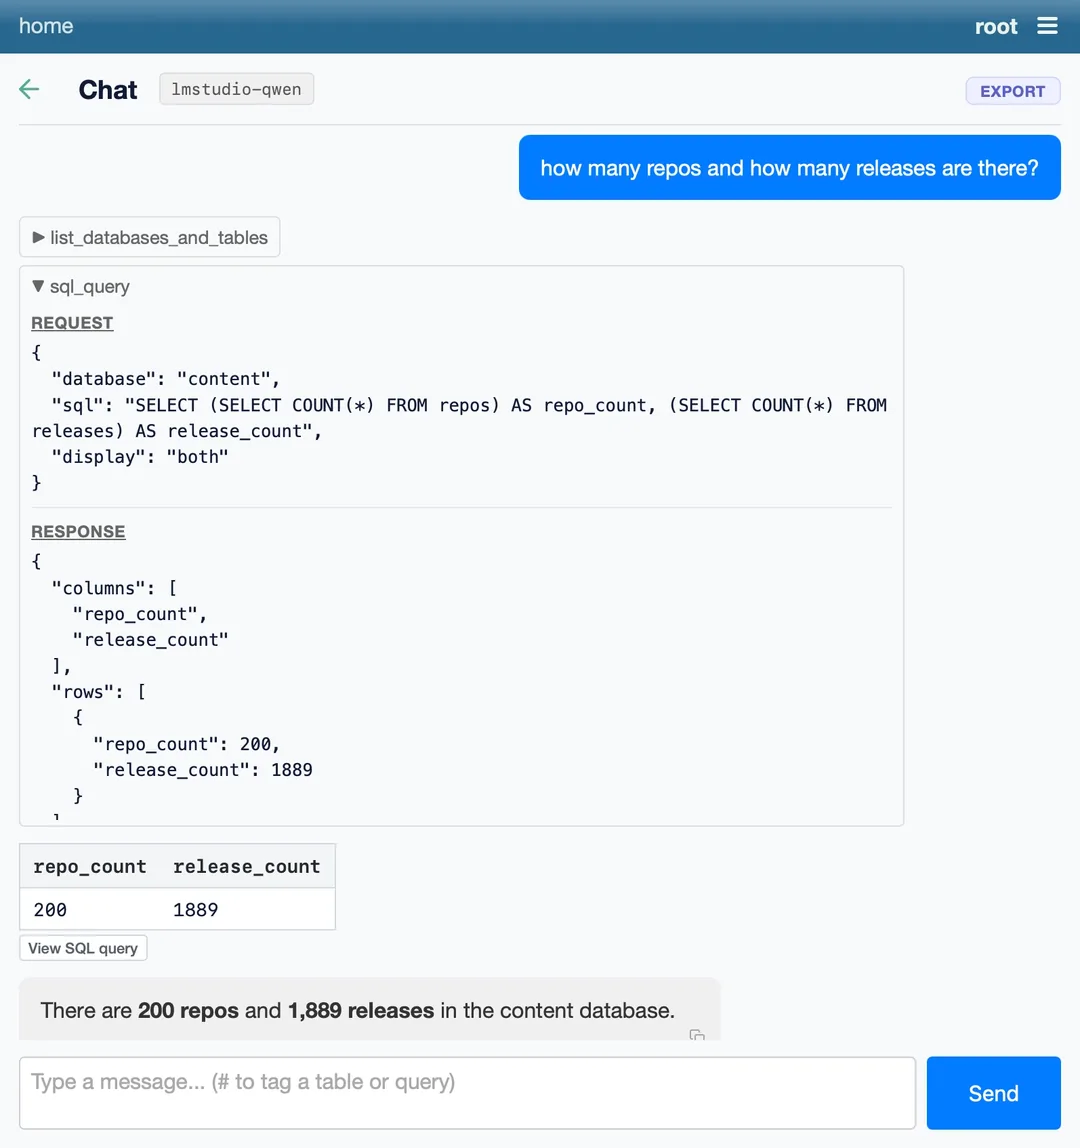 home
root
Chat
lmstudio-qwen
EXPORT
how many repos and how many releases are there?
▶ list_databases_and_tables
▼ sql_query
REQUEST
{
  "database": "content",
  "sql": "SELECT (SELECT COUNT(*) FROM repos) AS repo_count, (SELECT COUNT(*) FROM
releases) AS release_count",
  "display": "both"
}
RESPONSE
{
  "columns": [
    "repo_count",
    "release_count"
  ],
  "rows": [
    {
      "repo_count": 200,
      "release_count": 1889
    }
  ]
repo_count release_count
200 1889
View SQL query
There are 200 repos and 1,889 releases in the content database.
Type a message... (# to tag a table or query)
Send